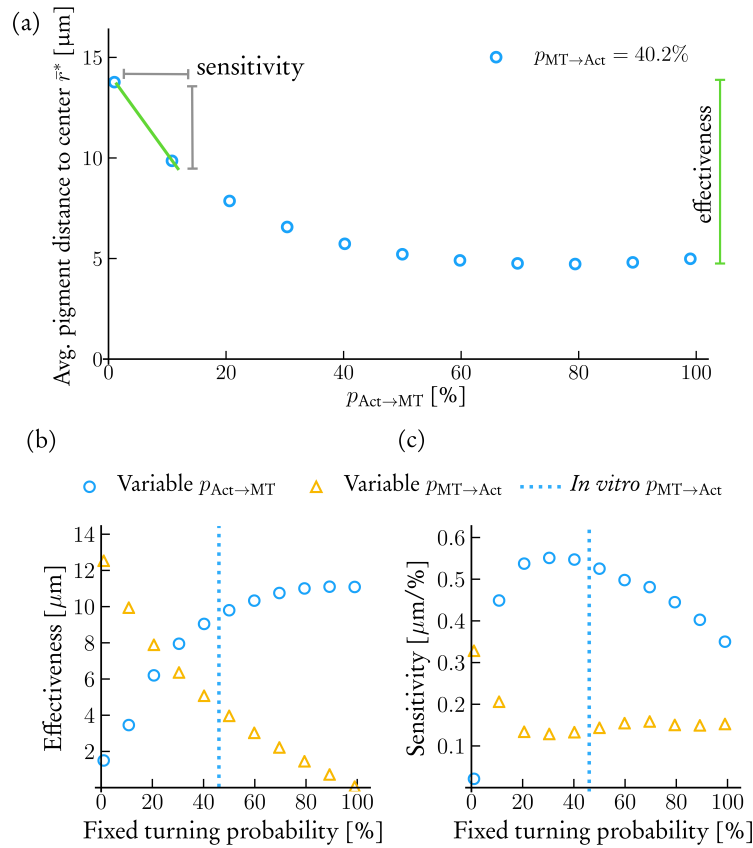 (a)
Avg. pigment distance to center r̄* [µm]
15
10
5
0
sensitivity
p_MT→Act = 40.2%
effectiveness
0 20 40 60 80 100
p_Act→MT [%]
(b) (c)
Variable p_Act→MT Variable p_MT→Act In vitro p_MT→Act
Effectiveness [µm]
14
12
10
8
6
4
2
0 20 40 60 80 100
Fixed turning probability [%]
Sensitivity [µm/%]
0.6
0.5
0.4
0.3
0.2
0.1
0 20 40 60 80 100
Fixed turning probability [%]